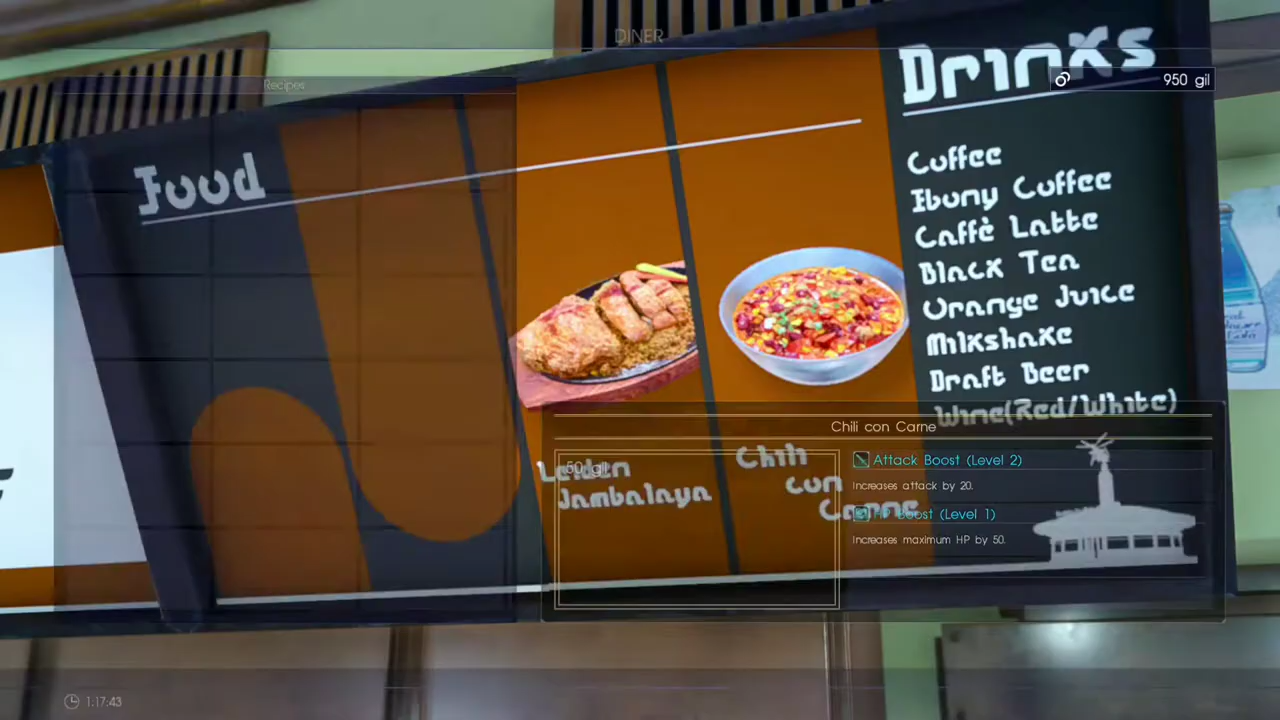 DINER
Recipes
950 gil
Food
Drinks
Coffee
Ebony Coffee
Caffè Latte
Black Tea
Orange Juice
Milkshake
Draft Beer
Wine(Red/White)
Leiden
Jambalaya
Chili
con
Carne
Chili con Carne
50 gil
Attack Boost (Level 2)
Increases attack by 20.
HP Boost (Level 1)
Increases maximum HP by 50.
1:17:43